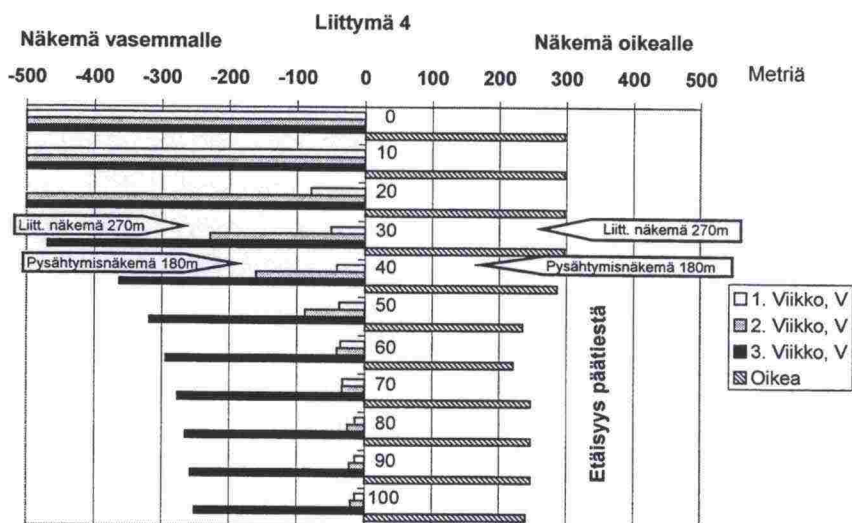 Liittymä 4
Näkemä vasemmalle
Näkemä oikealle
-500 -400 -300 -200 -100 0 100 200 300 400 500 Metriä
0
10
20
30
40
50
60
70
80
90
100
Liitt. näkemä 270m
Liitt. näkemä 270m
Pysähtymisnäkemä 180m
Pysähtymisnäkemä 180m
Etäisyys päätiestä
1. Viikko, V
2. Viikko, V
3. Viikko, V
Oikea